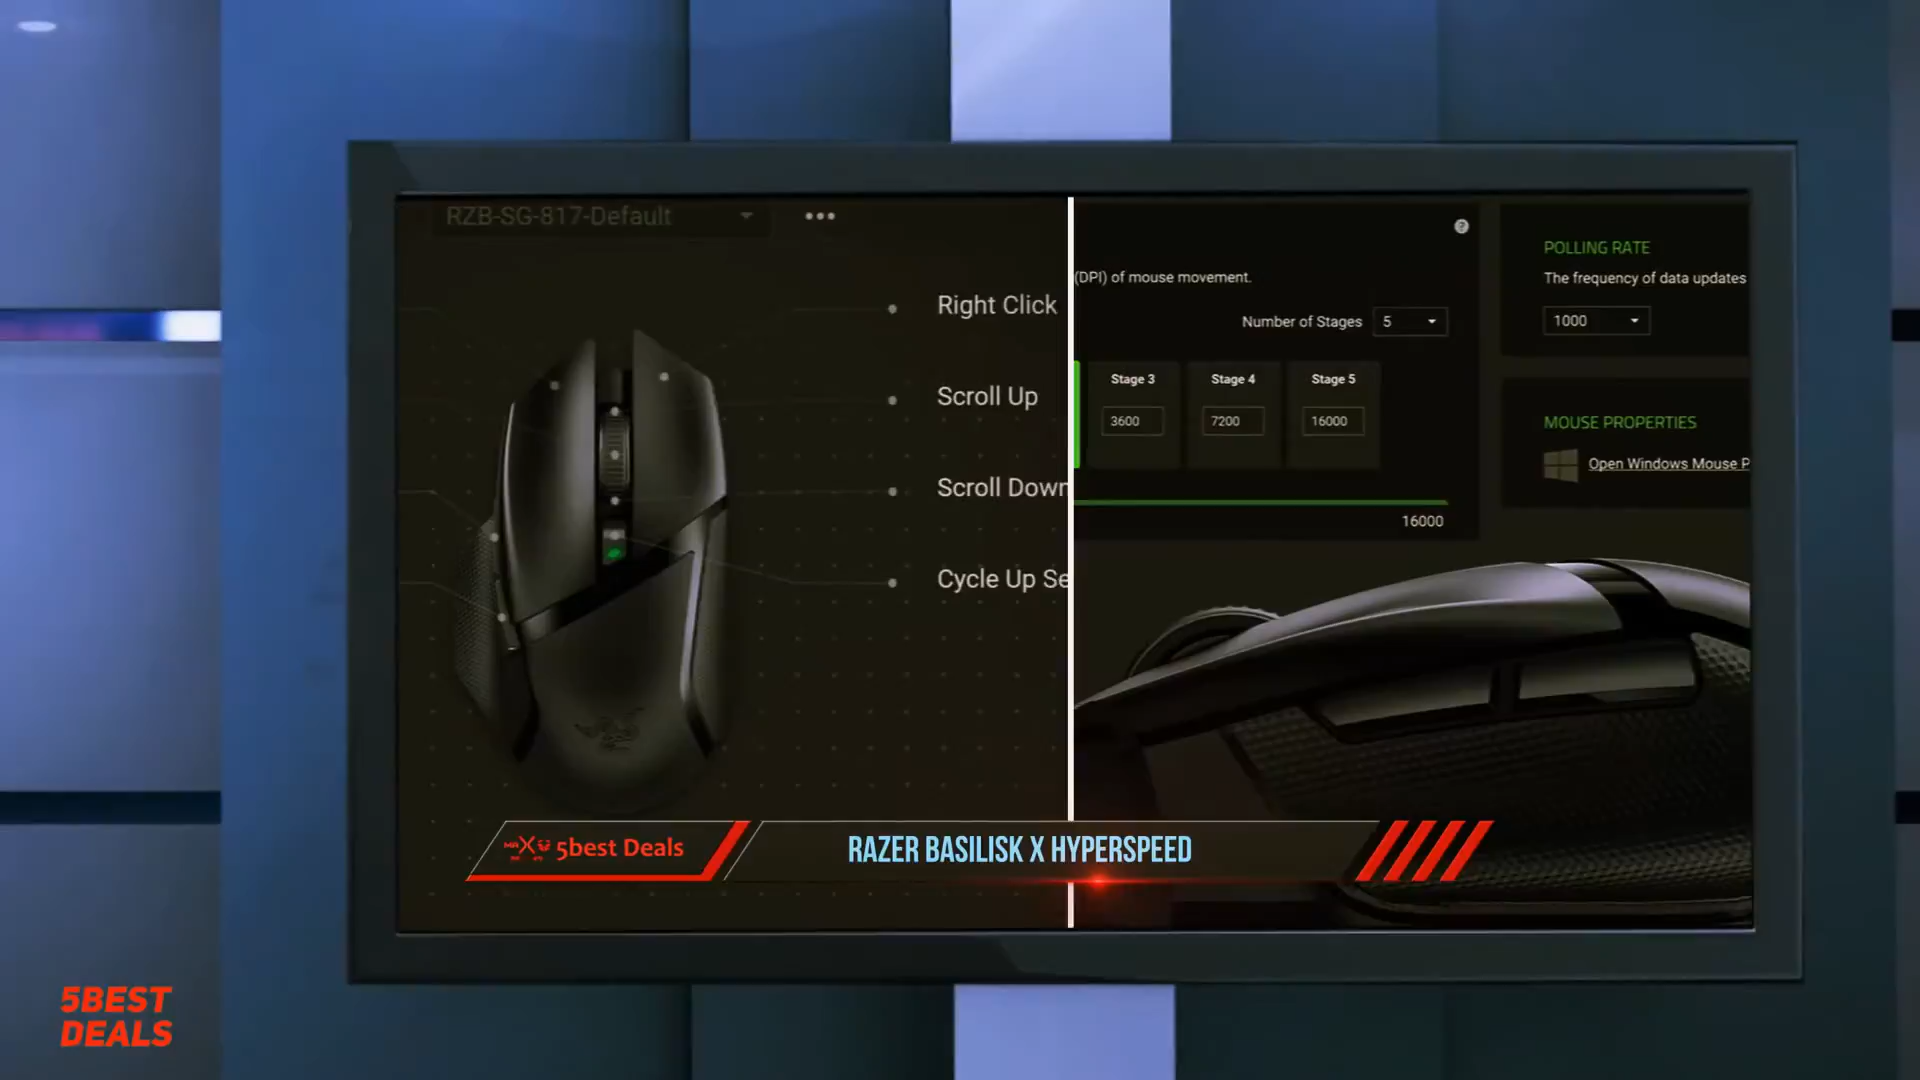 RZB-SG-817-Default
Right Click
Scroll Up
Scroll Down
Cycle Up Se
(DPI) of mouse movement.
Number of Stages 5
Stage 3 Stage 4 Stage 5
3600 7200 16000
16000
POLLING RATE
The frequency of data updates
1000
MOUSE PROPERTIES
Open Windows Mouse P
5best Deals
RAZER BASILISK X HYPERSPEED
5BEST
DEALS